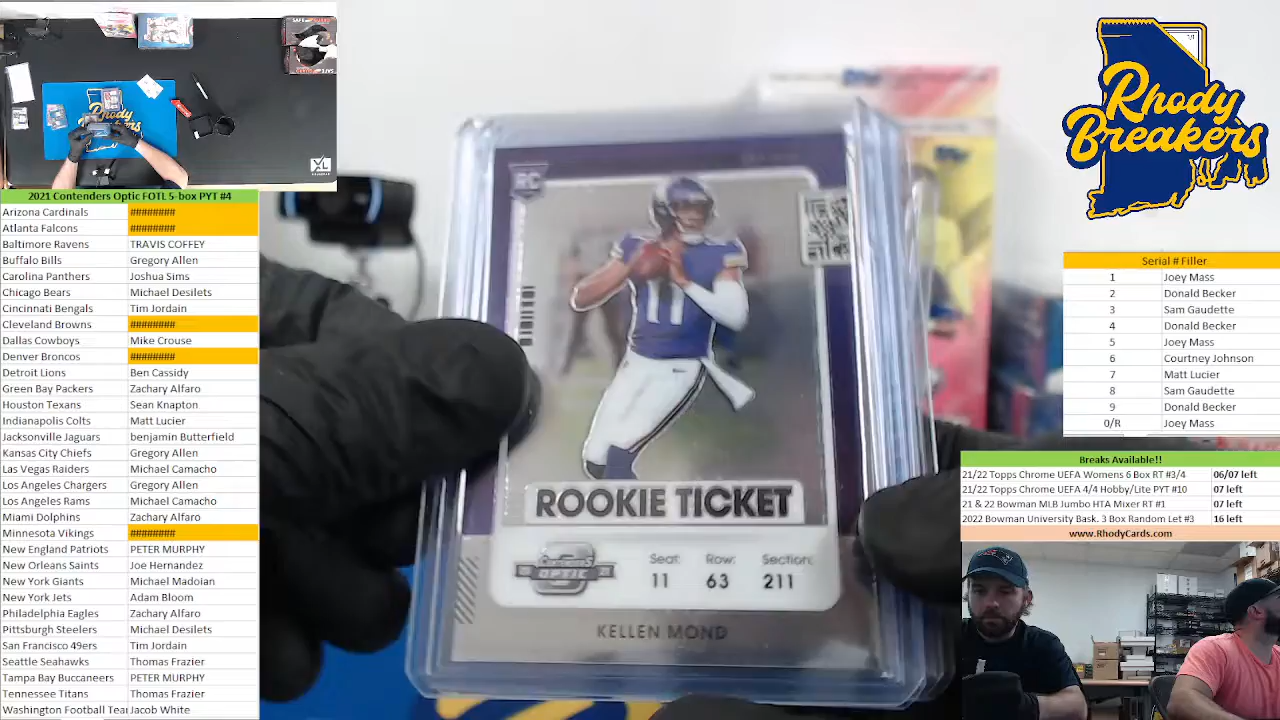 2021 Contenders Optic FOTL 5-box PYT #4
Arizona Cardinals ########
Atlanta Falcons ########
Baltimore Ravens TRAVIS COFFEY
Buffalo Bills Gregory Allen
Carolina Panthers Joshua Sims
Chicago Bears Michael Desilets
Cincinnati Bengals Tim Jordain
Cleveland Browns ########
Dallas Cowboys Mike Crouse
Denver Broncos ########
Detroit Lions Ben Cassidy
Green Bay Packers Zachary Alfaro
Houston Texans Sean Knapton
Indianapolis Colts Matt Lucier
Jacksonville Jaguars benjamin Butterfield
Kansas City Chiefs Gregory Allen
Las Vegas Raiders Michael Camacho
Los Angeles Chargers Gregory Allen
Los Angeles Rams Michael Camacho
Miami Dolphins Zachary Alfaro
Minnesota Vikings ########
New England Patriots PETER MURPHY
New Orleans Saints Joe Hernandez
New York Giants Michael Madoian
New York Jets Adam Bloom
Philadelphia Eagles Zachary Alfaro
Pittsburgh Steelers Michael Desilets
San Francisco 49ers Tim Jordain
Seattle Seahawks Thomas Frazier
Tampa Bay Buccaneers PETER MURPHY
Tennessee Titans Thomas Frazier
Washington Football Tea Jacob White
RC
11
ROOKIE TICKET
OPTIC
Seat: Row: Section:
11 63 211
KELLEN MOND
1/1
Rhody
Breakers
Serial # Filler
1 Joey Mass
2 Donald Becker
3 Sam Gaudette
4 Donald Becker
5 Joey Mass
6 Courtney Johnson
7 Matt Lucier
8 Sam Gaudette
9 Donald Becker
0/R Joey Mass
Breaks Available!!
21/22 Topps Chrome UEFA Womens 6 Box RT #3/4 06/07 left
21/22 Topps Chrome UEFA 4/4 Hobby/Lite PYT #10 07 left
21 & 22 Bowman MLB Jumbo HTA Mixer RT #1 07 left
2022 Bowman University Bask. 3 Box Random Let #3 16 left
www.RhodyCards.com